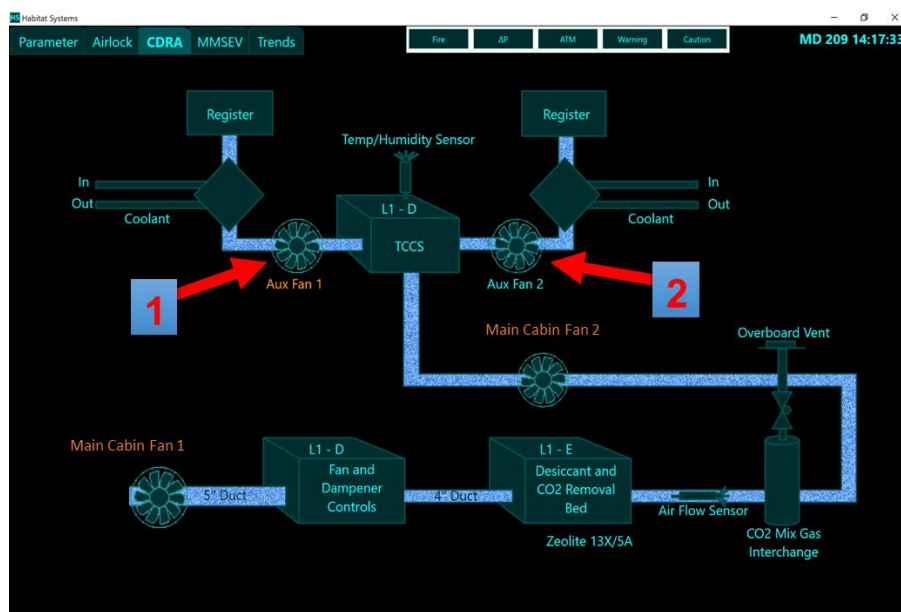 HS Habitat Systems
Parameter Airlock CDRA MMSEV Trends
Fire ΔP ATM Warning Caution
MD 209 14:17:33
Register
Register
Temp/Humidity Sensor
In
Out
Coolant
L1 - D
TCCS
In
Out
Coolant
Aux Fan 1
Aux Fan 2
1
2
Main Cabin Fan 2
Overboard Vent
Main Cabin Fan 1
5" Duct
L1 - D
Fan and
Dampener
Controls
4" Duct
L1 - E
Desiccant and
CO2 Removal
Bed
Zeolite 13X/5A
Air Flow Sensor
CO2 Mix Gas
Interchange